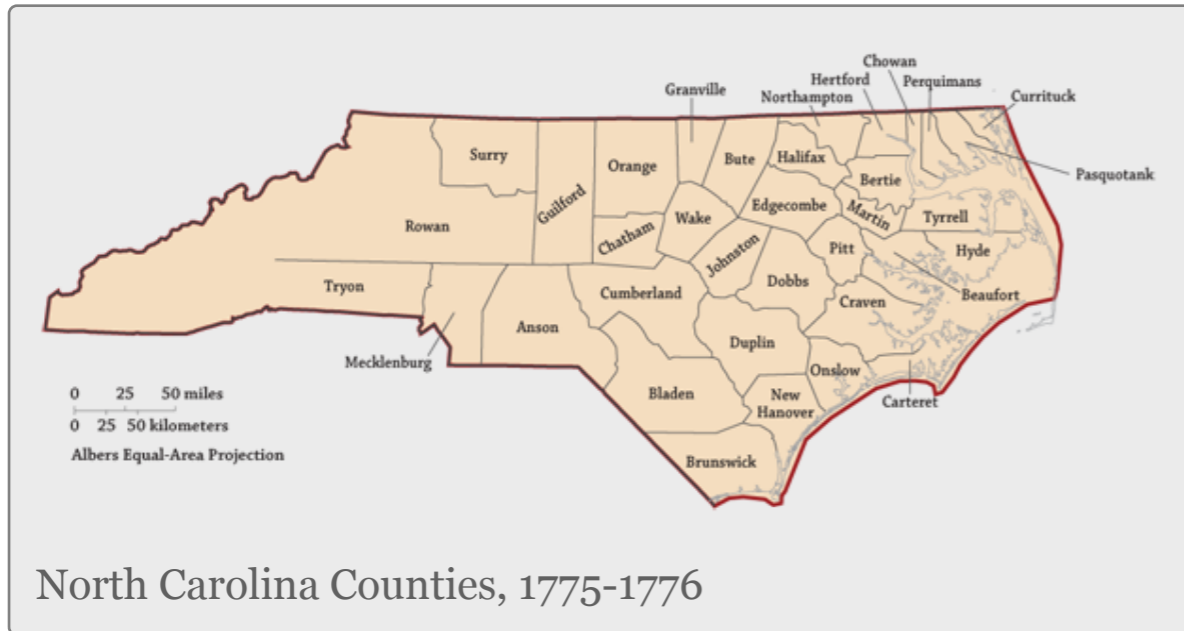 Chowan
Hertford
Perquimans
Granville
Northampton
Currituck
Surry
Orange
Bute
Halifax
Bertie
Pasquotank
Guilford
Edgecombe
Martin
Rowan
Wake
Tyrrell
Chatham
Johnston
Pitt
Hyde
Tryon
Cumberland
Dobbs
Beaufort
Craven
Anson
Mecklenburg
Duplin
Onslow
Bladen
New
Hanover
Carteret
0 25 50 miles
0 25 50 kilometers
Albers Equal-Area Projection
Brunswick
North Carolina Counties, 1775-1776